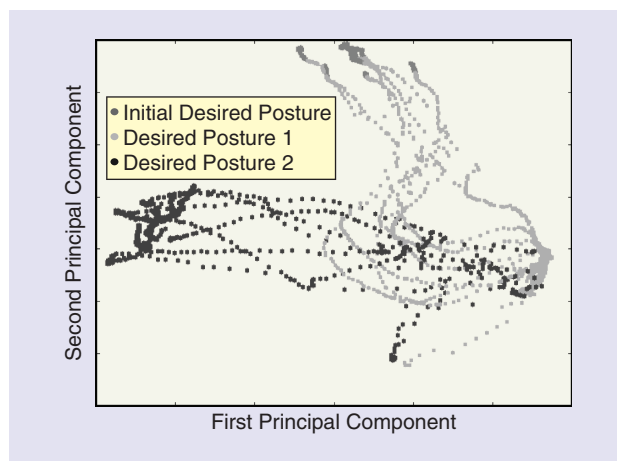 Initial Desired Posture
Desired Posture 1
Desired Posture 2
Second Principal Component
First Principal Component